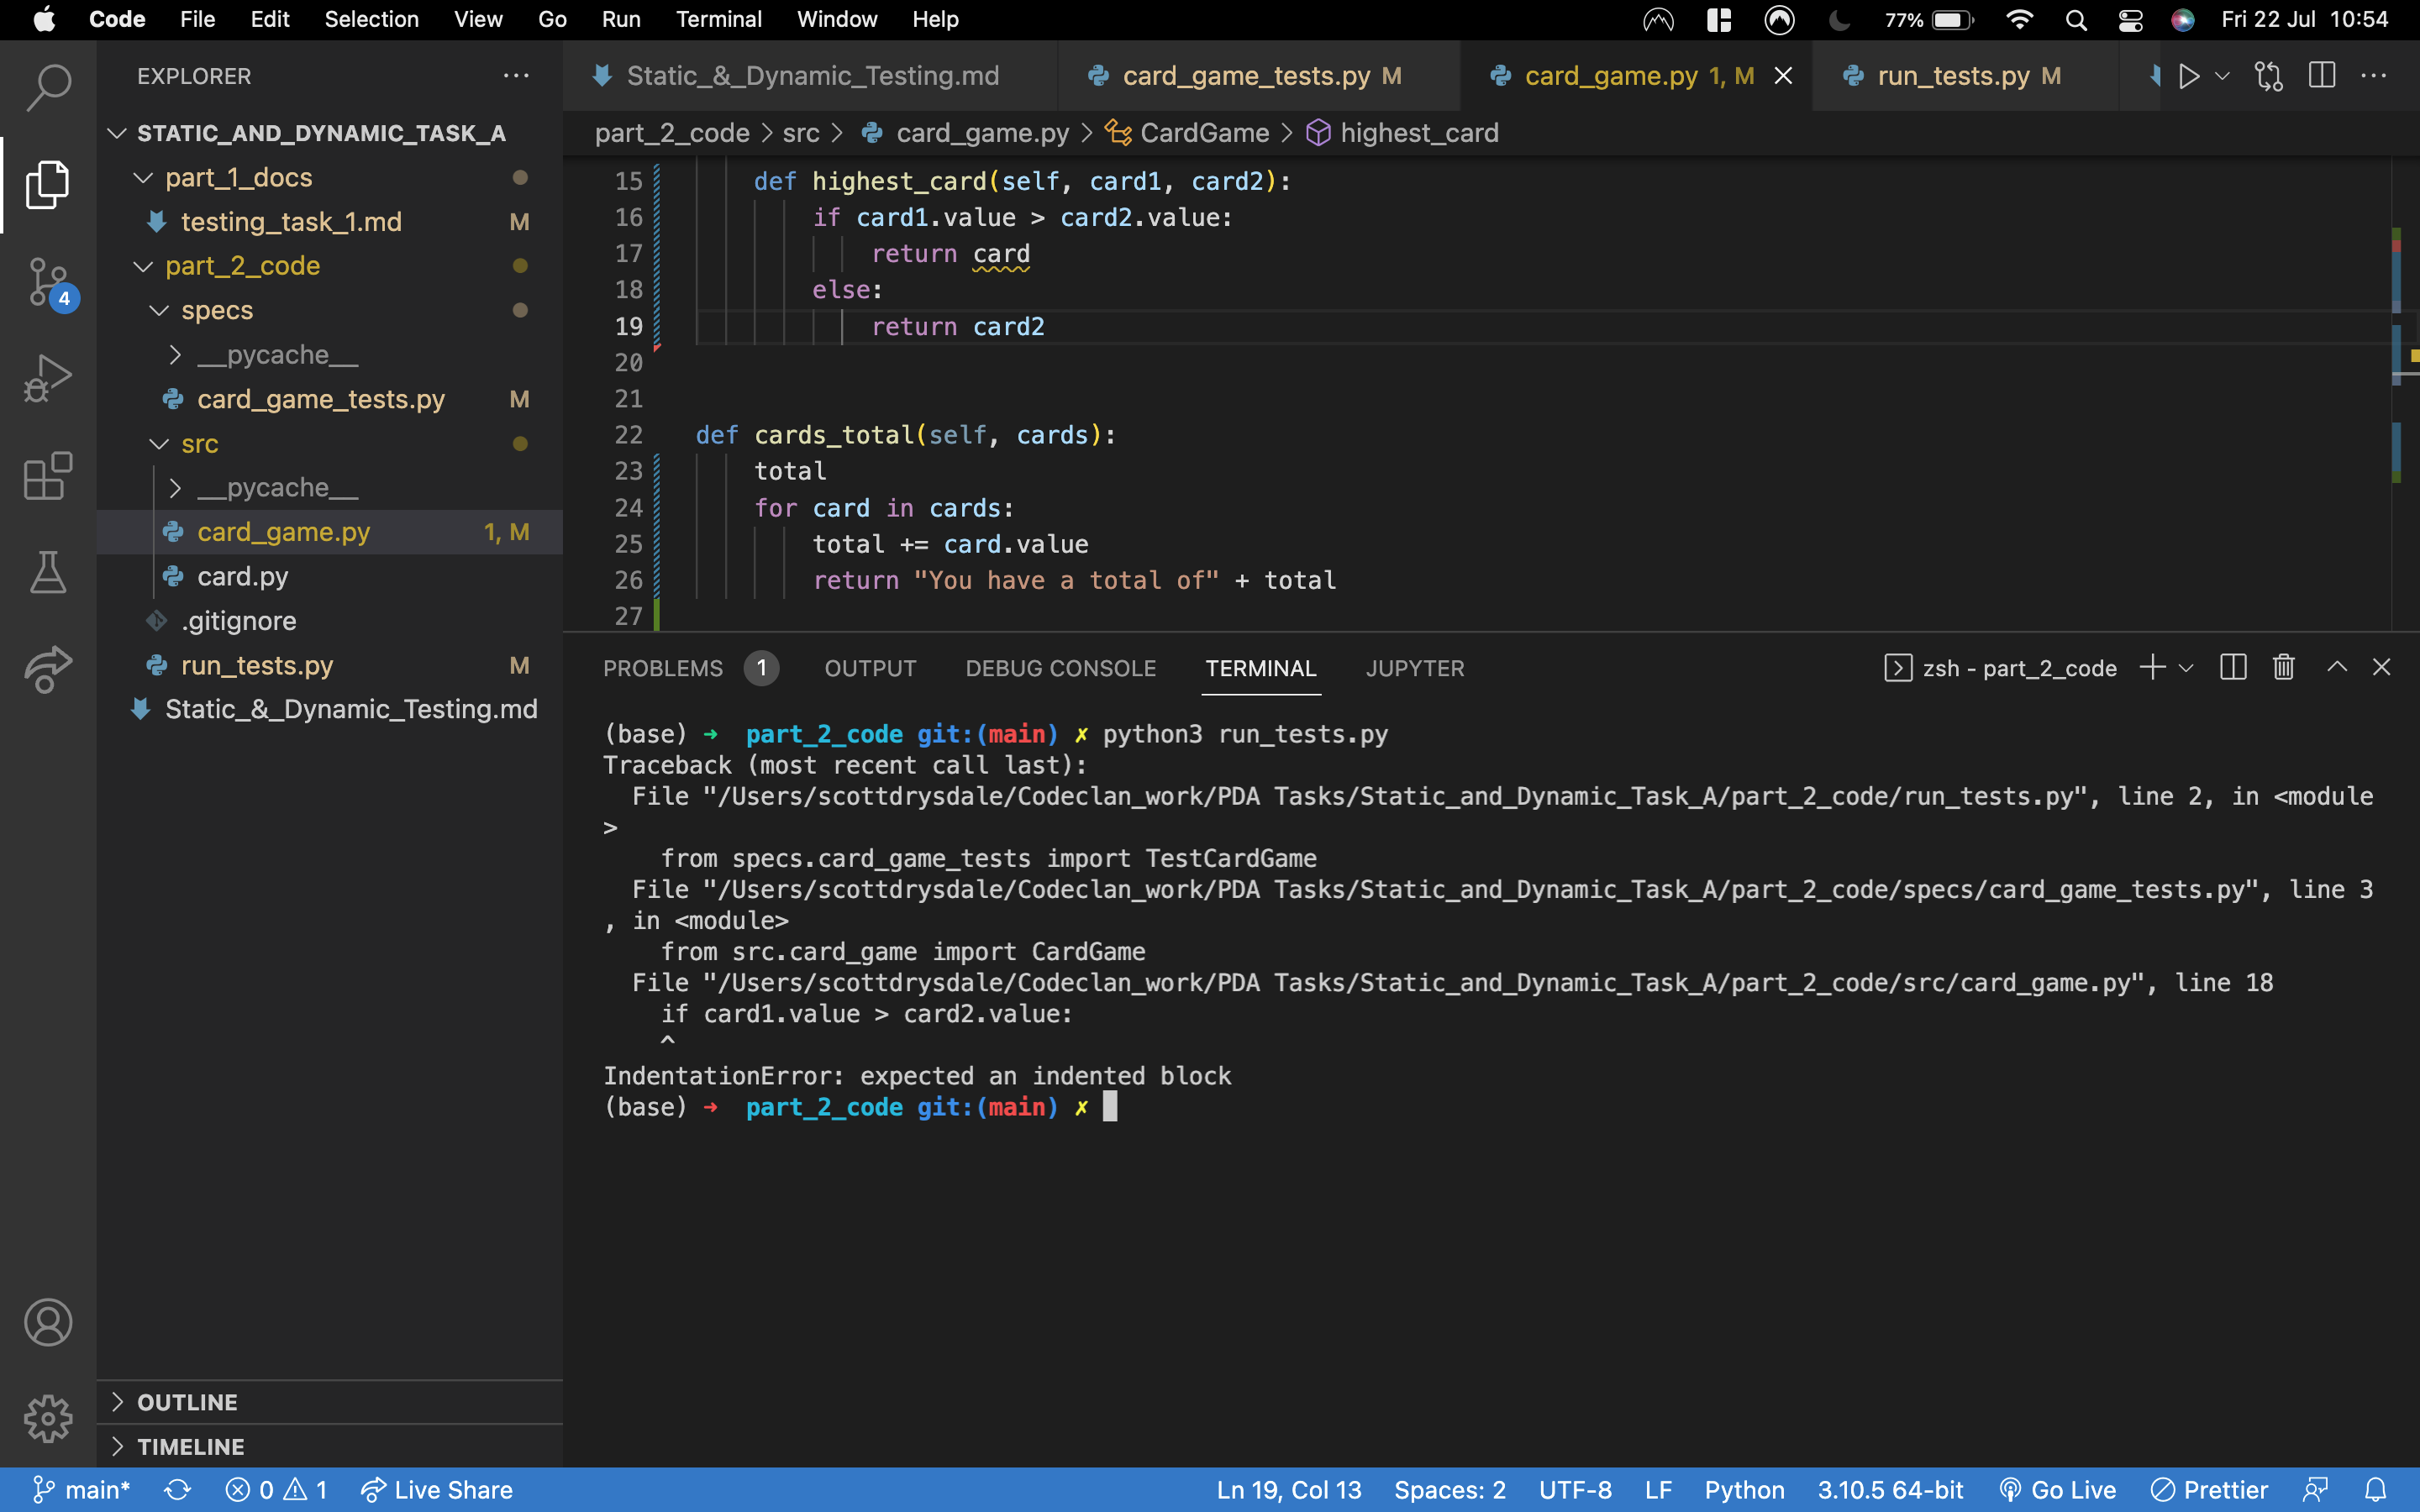 Code File Edit Selection View Go Run Terminal Window Help 77% Fri 22 Jul 10:54
EXPLORER ...
STATIC_AND_DYNAMIC_TASK_A
part_1_docs
testing_task_1.md M
part_2_code
specs
__pycache__
card_game_tests.py M
src
__pycache__
card_game.py 1, M
card.py
.gitignore
run_tests.py M
Static_&_Dynamic_Testing.md
4
OUTLINE
TIMELINE
Static_&_Dynamic_Testing.md card_game_tests.py M card_game.py 1, M run_tests.py M
part_2_code > src > card_game.py > CardGame > highest_card
15 def highest_card(self, card1, card2):
16 if card1.value > card2.value:
17 return card
18 else:
19 return card2
20
21
22 def cards_total(self, cards):
23 total
24 for card in cards:
25 total += card.value
26 return "You have a total of" + total
27
PROBLEMS 1 OUTPUT DEBUG CONSOLE TERMINAL JUPYTER zsh - part_2_code
(base) ➜ part_2_code git:(main) ✗ python3 run_tests.py
Traceback (most recent call last):
File "/Users/scottdrysdale/Codeclan_work/PDA Tasks/Static_and_Dynamic_Task_A/part_2_code/run_tests.py", line 2, in <module
>
from specs.card_game_tests import TestCardGame
File "/Users/scottdrysdale/Codeclan_work/PDA Tasks/Static_and_Dynamic_Task_A/part_2_code/specs/card_game_tests.py", line 3
, in <module>
from src.card_game import CardGame
File "/Users/scottdrysdale/Codeclan_work/PDA Tasks/Static_and_Dynamic_Task_A/part_2_code/src/card_game.py", line 18
if card1.value > card2.value:
^
IndentationError: expected an indented block
(base) ➜ part_2_code git:(main) ✗
main* 0 1 Live Share Ln 19, Col 13 Spaces: 2 UTF-8 LF Python 3.10.5 64-bit Go Live Prettier